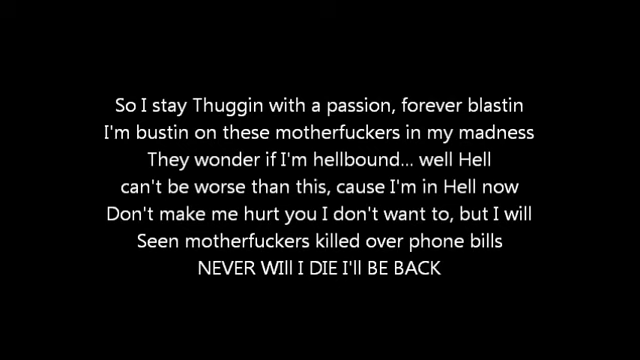 So I stay Thuggin with a passion, forever blastin
I'm bustin on these motherfuckers in my madness
They wonder if I'm hellbound... well Hell
can't be worse than this, cause I'm in Hell now
Don't make me hurt you I don't want to, but I will
Seen motherfuckers killed over phone bills
NEVER WIll I DIE I'll BE BACK